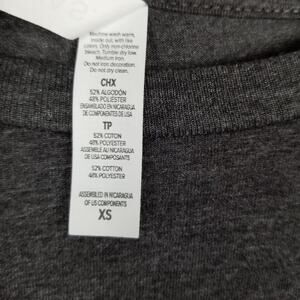 Machine wash warm,
inside out, with like
colors. Only non-chlorine
bleach. Tumble dry low.
Medium iron.
Do not iron decoration.
Do not dry clean.
CHX
52% ALGODÓN
48% POLIÉSTER
ENSAMBLADO EN NICARAGUA
DE COMPONENTES DE USA
TP
52% COTON
48% POLYESTER
ASSEMBLÉ AU NICARAGUA
DE USA COMPOSANTS
52% COTTON
48% POLYESTER
ASSEMBLED IN NICARAGUA
OF US COMPONENTS
XS